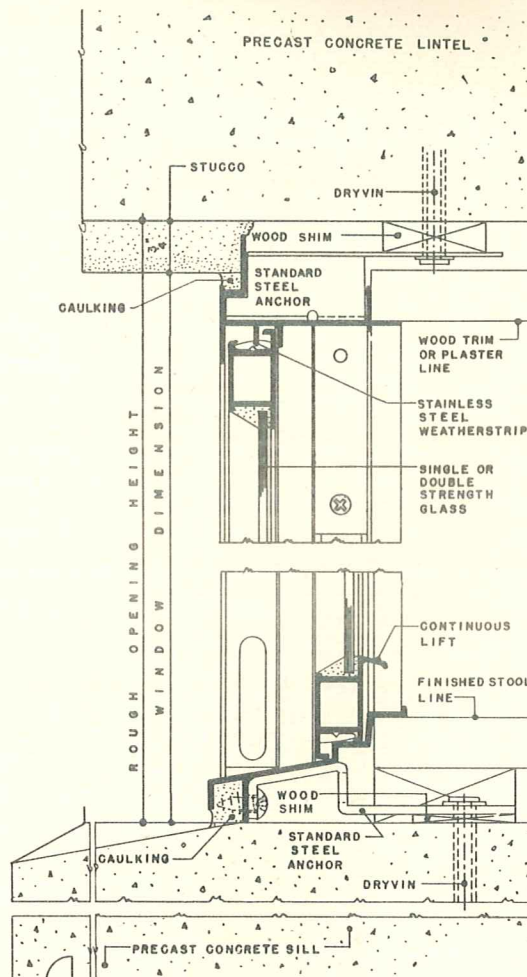 PRECAST CONCRETE LINTEL
STUCCO
DRYVIN
3"
4
WOOD SHIM
STANDARD
STEEL
ANCHOR
CAULKING
WOOD TRIM
OR PLASTER
LINE
STAINLESS
STEEL
WEATHERSTRIP
SINGLE OR
DOUBLE
STRENGTH
GLASS
ROUGH OPENING HEIGHT
WINDOW DIMENSION
CONTINUOUS
LIFT
FINISHED STOOL
LINE
WOOD
SHIM
CAULKING
STANDARD
STEEL
ANCHOR
DRYVIN
PRECAST CONCRETE SILL